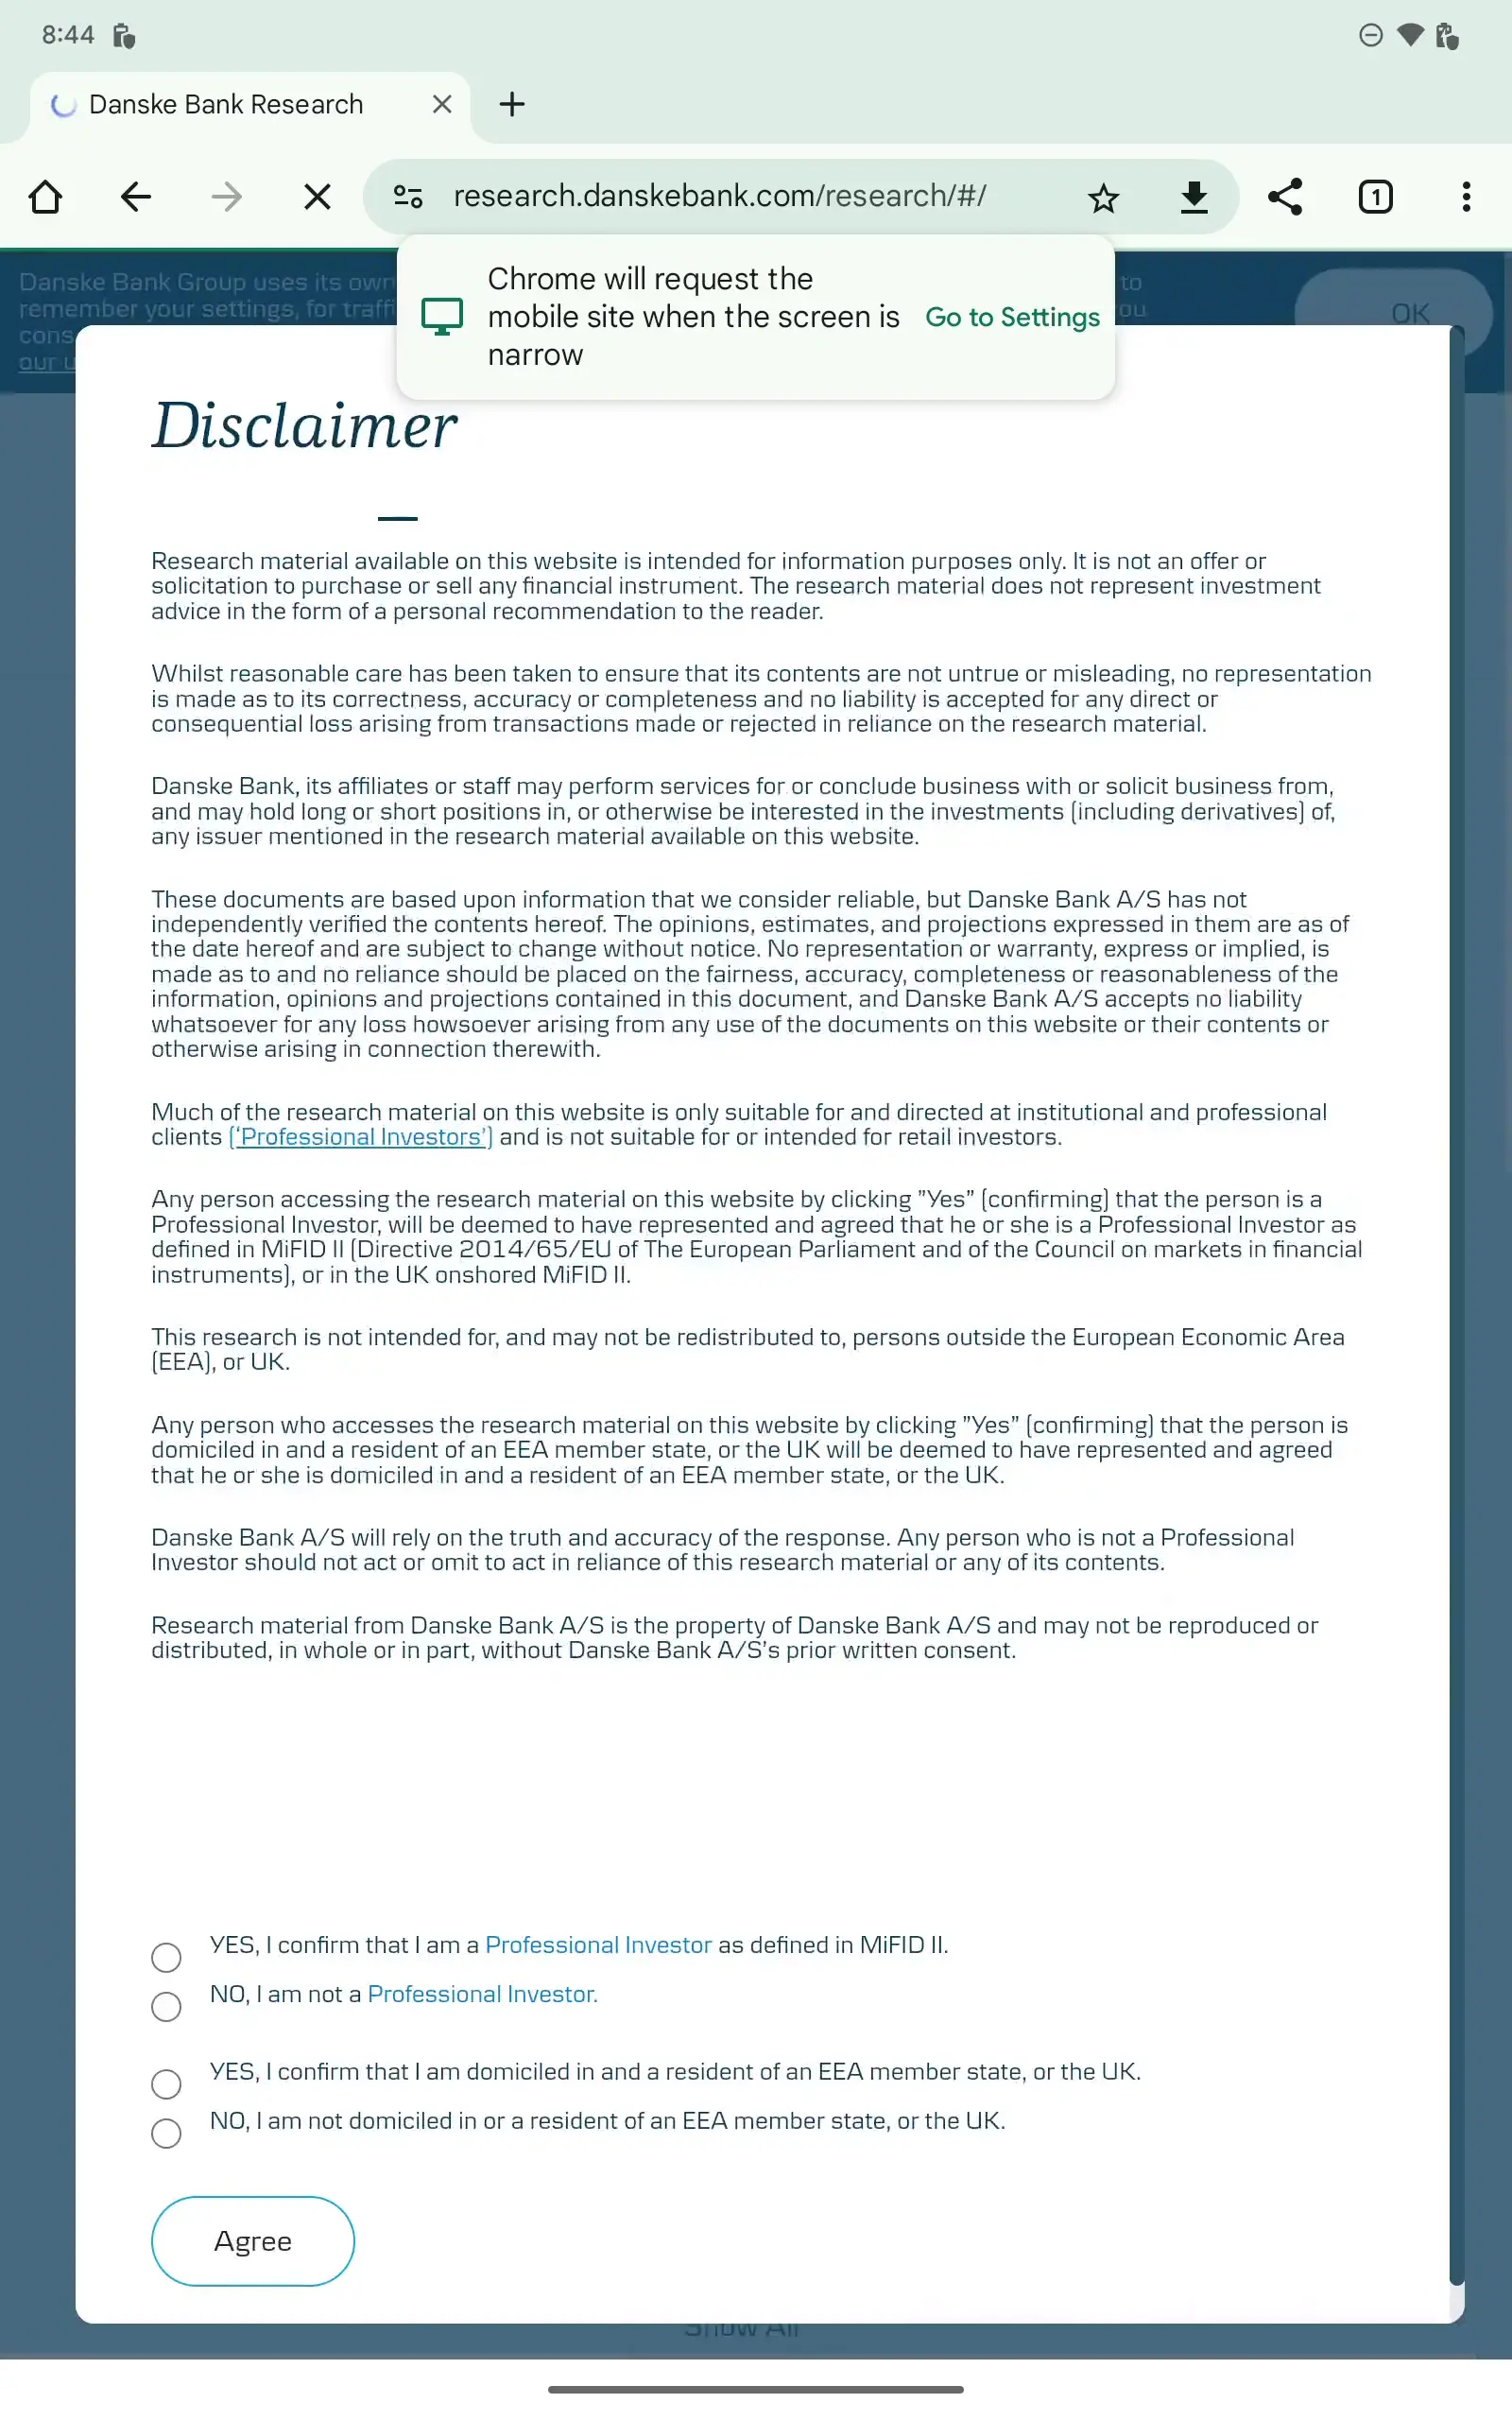 8:44
Danske Bank Research
research.danskebank.com/research/#/
1
Chrome will request the
mobile site when the screen is
narrow
Go to Settings
Danske Bank Group uses its own
to
remember your settings, for traffi
ou
cons
our u
OK
Disclaimer
Research material available on this website is intended for information purposes only. It is not an offer or
solicitation to purchase or sell any financial instrument. The research material does not represent investment
advice in the form of a personal recommendation to the reader.
Whilst reasonable care has been taken to ensure that its contents are not untrue or misleading, no representation
is made as to its correctness, accuracy or completeness and no liability is accepted for any direct or
consequential loss arising from transactions made or rejected in reliance on the research material.
Danske Bank, its affiliates or staff may perform services for or conclude business with or solicit business from,
and may hold long or short positions in, or otherwise be interested in the investments (including derivatives) of,
any issuer mentioned in the research material available on this website.
These documents are based upon information that we consider reliable, but Danske Bank A/S has not
independently verified the contents hereof. The opinions, estimates, and projections expressed in them are as of
the date hereof and are subject to change without notice. No representation or warranty, express or implied, is
made as to and no reliance should be placed on the fairness, accuracy, completeness or reasonableness of the
information, opinions and projections contained in this document, and Danske Bank A/S accepts no liability
whatsoever for any loss howsoever arising from any use of the documents on this website or their contents or
otherwise arising in connection therewith.
Much of the research material on this website is only suitable for and directed at institutional and professional
clients (‘Professional Investors’) and is not suitable for or intended for retail investors.
Any person accessing the research material on this website by clicking ”Yes” (confirming) that the person is a
Professional Investor, will be deemed to have represented and agreed that he or she is a Professional Investor as
defined in MiFID II (Directive 2014/65/EU of The European Parliament and of the Council on markets in financial
instruments), or in the UK onshored MiFID II.
This research is not intended for, and may not be redistributed to, persons outside the European Economic Area
(EEA), or UK.
Any person who accesses the research material on this website by clicking ”Yes” (confirming) that the person is
domiciled in and a resident of an EEA member state, or the UK will be deemed to have represented and agreed
that he or she is domiciled in and a resident of an EEA member state, or the UK.
Danske Bank A/S will rely on the truth and accuracy of the response. Any person who is not a Professional
Investor should not act or omit to act in reliance of this research material or any of its contents.
Research material from Danske Bank A/S is the property of Danske Bank A/S and may not be reproduced or
distributed, in whole or in part, without Danske Bank A/S’s prior written consent.
YES, I confirm that I am a Professional Investor as defined in MiFID II.
NO, I am not a Professional Investor.
YES, I confirm that I am domiciled in and a resident of an EEA member state, or the UK.
NO, I am not domiciled in or a resident of an EEA member state, or the UK.
Agree
Show All